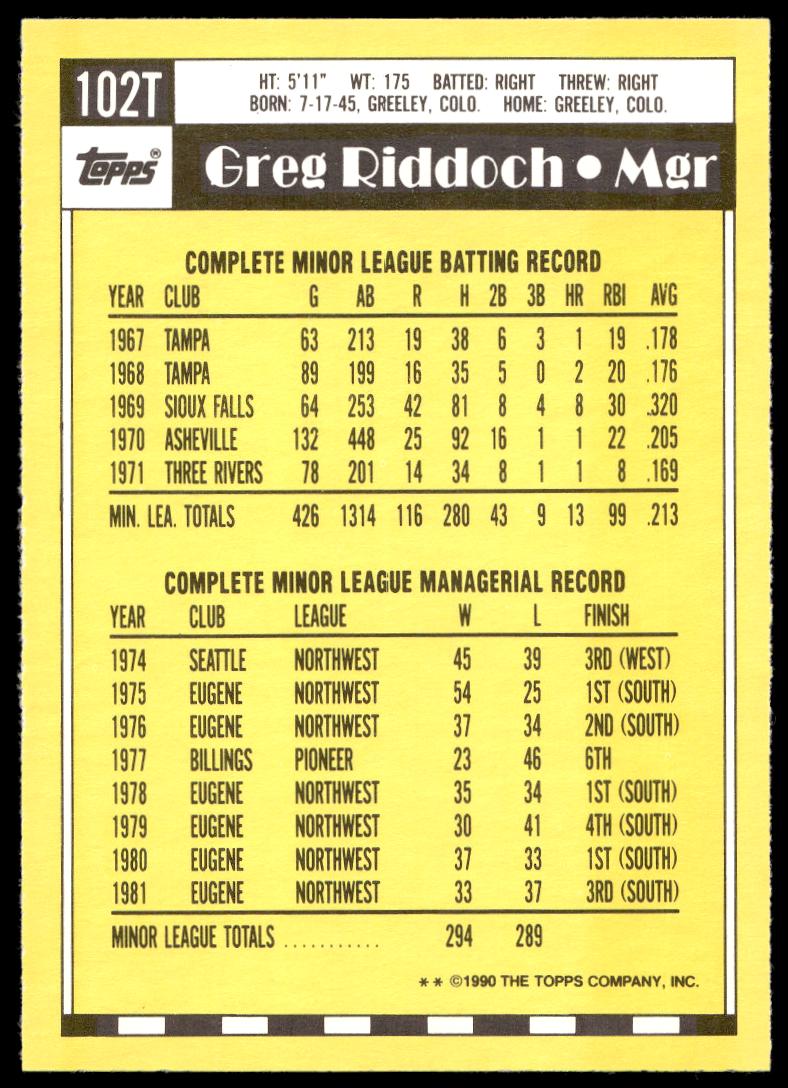 102T
HT: 5'11" WT: 175 BATTED: RIGHT THREW: RIGHT
BORN: 7-17-45, GREELEY, COLO. HOME: GREELEY, COLO.
topps®
Greg Riddoch • Mgr
COMPLETE MINOR LEAGUE BATTING RECORD
YEAR CLUB G AB R H 2B 3B HR RBI AVG
1967 TAMPA 63 213 19 38 6 3 1 19 .178
1968 TAMPA 89 199 16 35 5 0 2 20 .176
1969 SIOUX FALLS 64 253 42 81 8 4 8 30 .320
1970 ASHEVILLE 132 448 25 92 16 1 1 22 .205
1971 THREE RIVERS 78 201 14 34 8 1 1 8 .169
MIN. LEA. TOTALS 426 1314 116 280 43 9 13 99 .213
COMPLETE MINOR LEAGUE MANAGERIAL RECORD
YEAR CLUB LEAGUE W L FINISH
1974 SEATTLE NORTHWEST 45 39 3RD (WEST)
1975 EUGENE NORTHWEST 54 25 1ST (SOUTH)
1976 EUGENE NORTHWEST 37 34 2ND (SOUTH)
1977 BILLINGS PIONEER 23 46 6TH
1978 EUGENE NORTHWEST 35 34 1ST (SOUTH)
1979 EUGENE NORTHWEST 30 41 4TH (SOUTH)
1980 EUGENE NORTHWEST 37 33 1ST (SOUTH)
1981 EUGENE NORTHWEST 33 37 3RD (SOUTH)
MINOR LEAGUE TOTALS ........... 294 289
** ©1990 THE TOPPS COMPANY, INC.